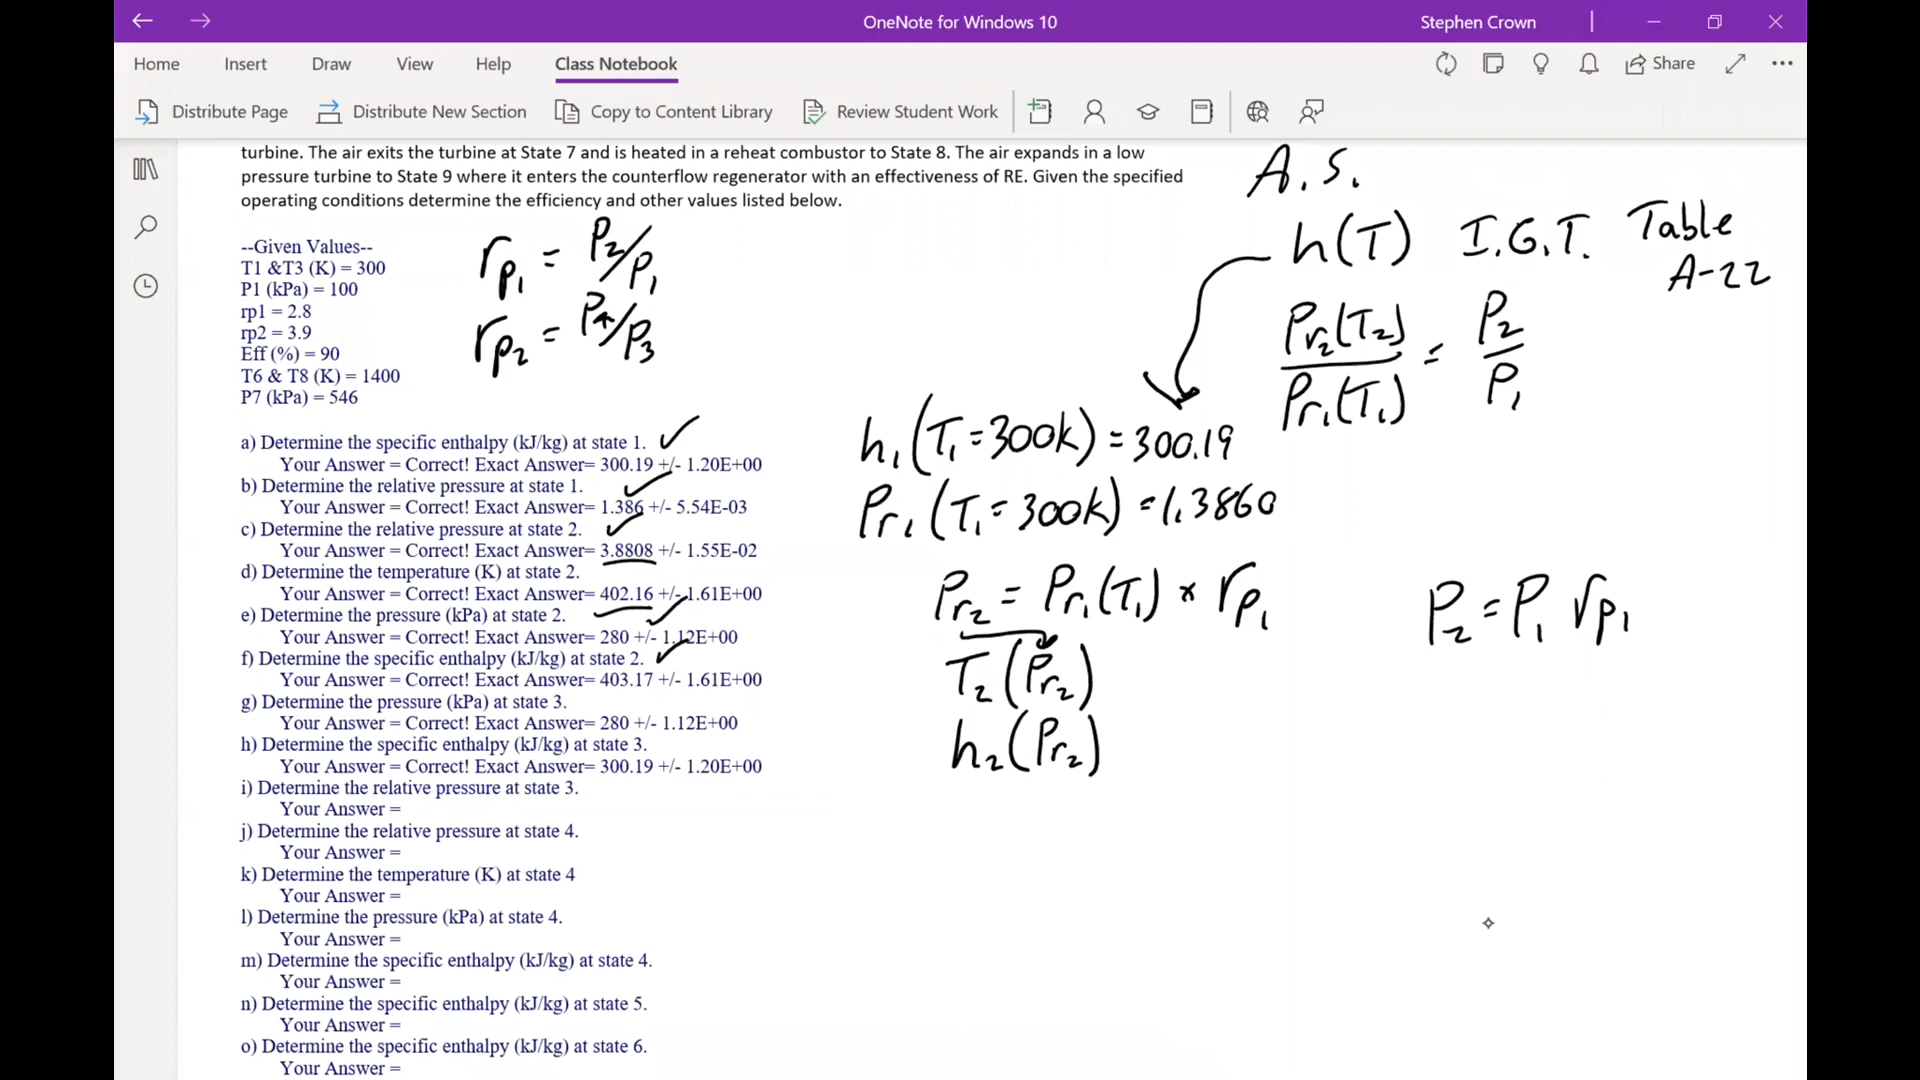 OneNote for Windows 10
Stephen Crown
Home Insert Draw View Help Class Notebook
Share
Distribute Page Distribute New Section Copy to Content Library Review Student Work
turbine. The air exits the turbine at State 7 and is heated in a reheat combustor to State 8. The air expands in a low
pressure turbine to State 9 where it enters the counterflow regenerator with an effectiveness of RE. Given the specified
operating conditions determine the efficiency and other values listed below.
--Given Values--
T1 &T3 (K) = 300
P1 (kPa) = 100
rp1 = 2.8
rp2 = 3.9
Eff (%) = 90
T6 & T8 (K) = 1400
P7 (kPa) = 546
rp1 = P2/P1
rp2 = P4/P3
a) Determine the specific enthalpy (kJ/kg) at state 1. ✓
Your Answer = Correct! Exact Answer= 300.19 +/- 1.20E+00
b) Determine the relative pressure at state 1. ✓
Your Answer = Correct! Exact Answer= 1.386 +/- 5.54E-03
c) Determine the relative pressure at state 2. ✓
Your Answer = Correct! Exact Answer= 3.8808 +/- 1.55E-02
d) Determine the temperature (K) at state 2.
Your Answer = Correct! Exact Answer= 402.16 +/- 1.61E+00
e) Determine the pressure (kPa) at state 2. ✓
Your Answer = Correct! Exact Answer= 280 +/- 1.12E+00
f) Determine the specific enthalpy (kJ/kg) at state 2. ✓
Your Answer = Correct! Exact Answer= 403.17 +/- 1.61E+00
g) Determine the pressure (kPa) at state 3.
Your Answer = Correct! Exact Answer= 280 +/- 1.12E+00
h) Determine the specific enthalpy (kJ/kg) at state 3.
Your Answer = Correct! Exact Answer= 300.19 +/- 1.20E+00
i) Determine the relative pressure at state 3.
Your Answer =
j) Determine the relative pressure at state 4.
Your Answer =
k) Determine the temperature (K) at state 4
Your Answer =
l) Determine the pressure (kPa) at state 4.
Your Answer =
m) Determine the specific enthalpy (kJ/kg) at state 4.
Your Answer =
n) Determine the specific enthalpy (kJ/kg) at state 5.
Your Answer =
o) Determine the specific enthalpy (kJ/kg) at state 6.
Your Answer =
A.S.
h(T) I.G.T. Table
A-22
Pr2(T2)/Pr1(T1) = P2/P1
h1(T1=300k) = 300.19
Pr1(T1=300k) = 1.3860
Pr2 = Pr1(T1) * rp1
P2 = P1 rp1
T2(Pr2)
h2(Pr2)